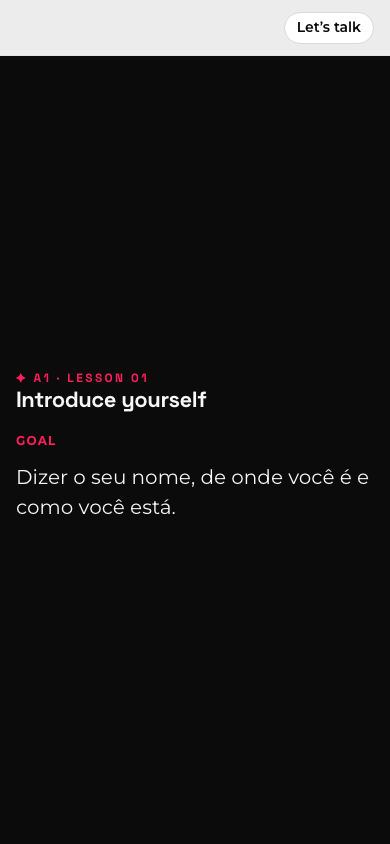 Let's talk
✦ A1 · LESSON 01
Introduce yourself
GOAL
Dizer o seu nome, de onde você é e
como você está.